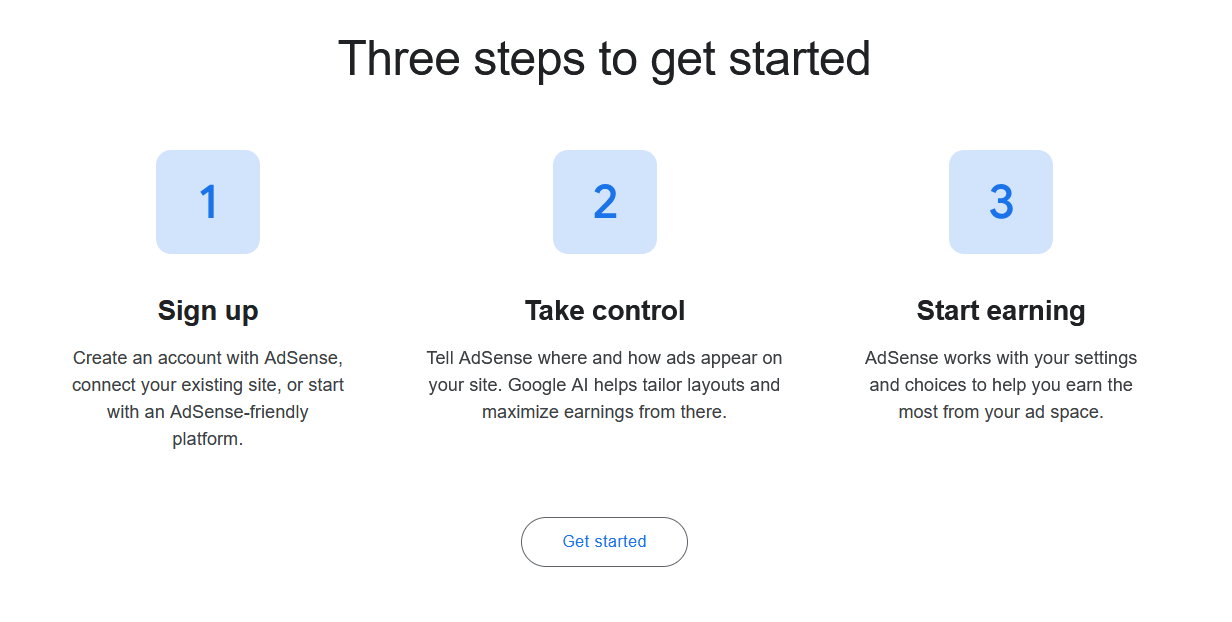 Three steps to get started
1
2
3
Sign up
Create an account with AdSense,
connect your existing site, or start
with an AdSense-friendly
platform.
Take control
Tell AdSense where and how ads appear on
your site. Google AI helps tailor layouts and
maximize earnings from there.
Start earning
AdSense works with your settings
and choices to help you earn the
most from your ad space.
Get started